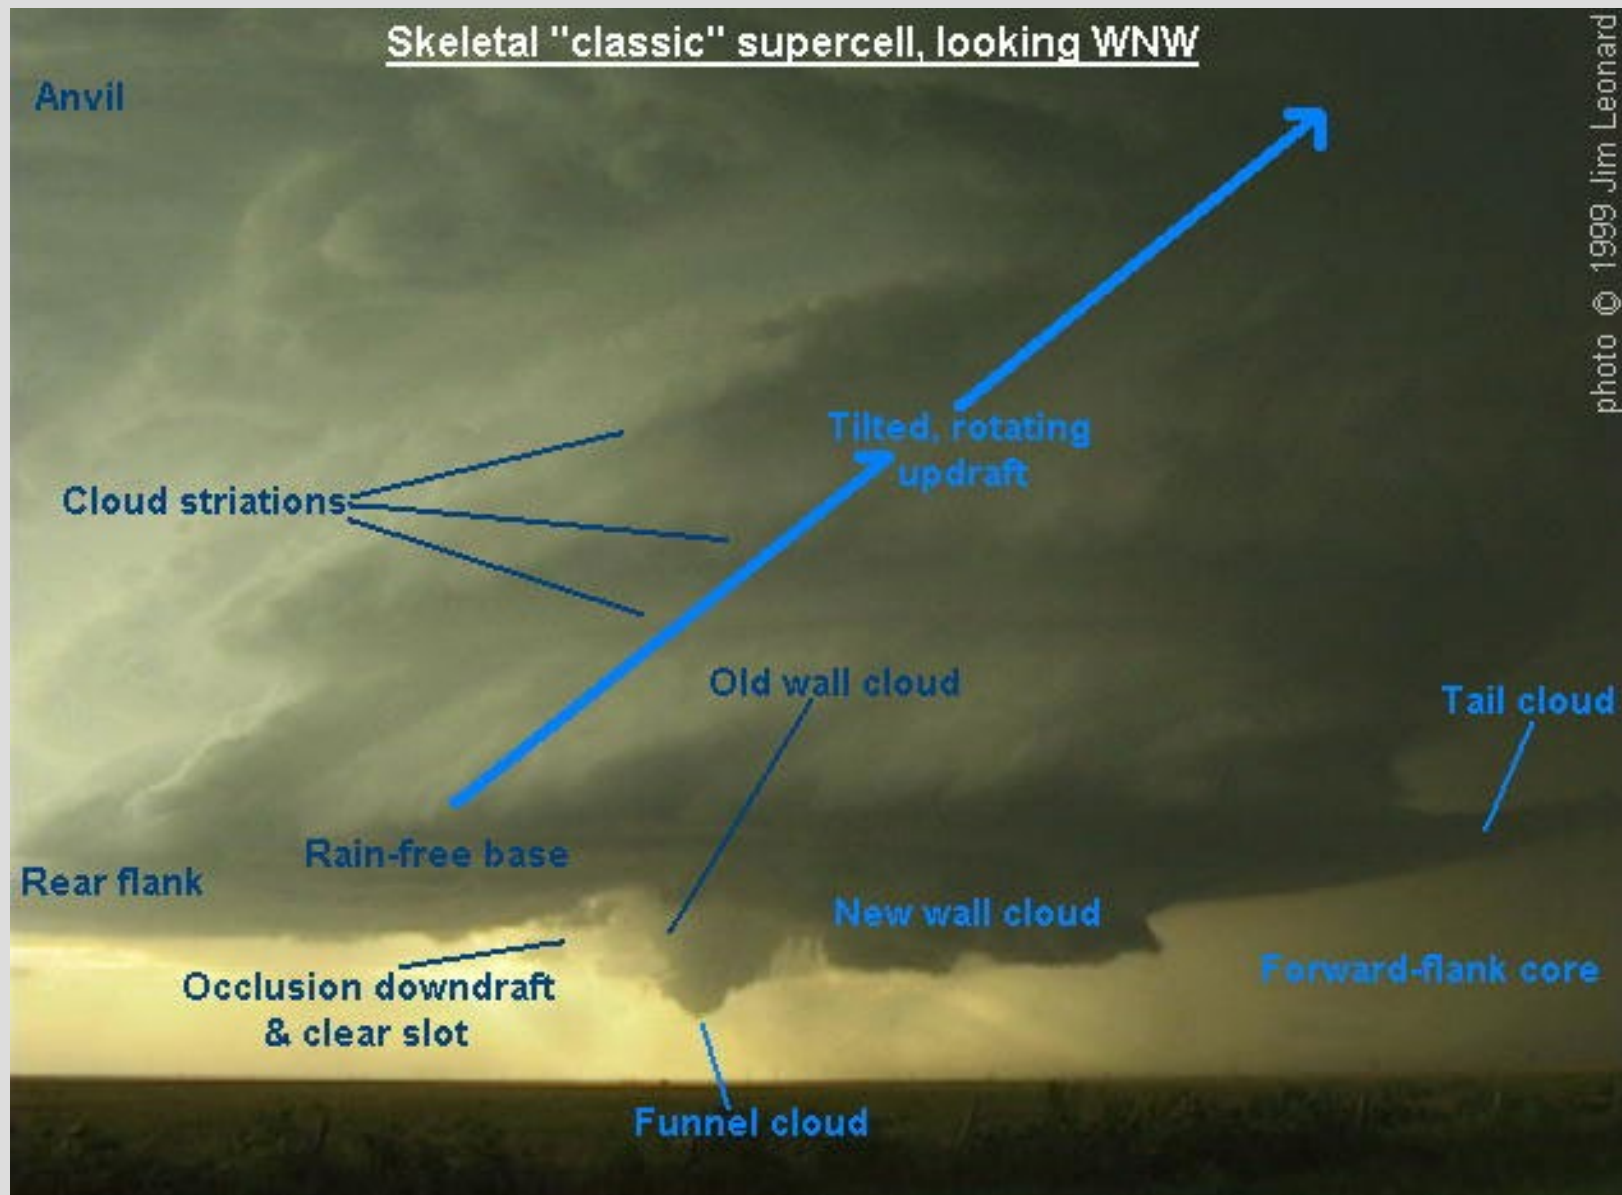 Skeletal "classic" supercell, looking WNW
Anvil
photo © 1999 Jim Leonard
Tilted, rotating
updraft
Cloud striations
Old wall cloud
Tail cloud
Rain-free base
Rear flank
New wall cloud
Forward-flank core
Occlusion downdraft
& clear slot
Funnel cloud